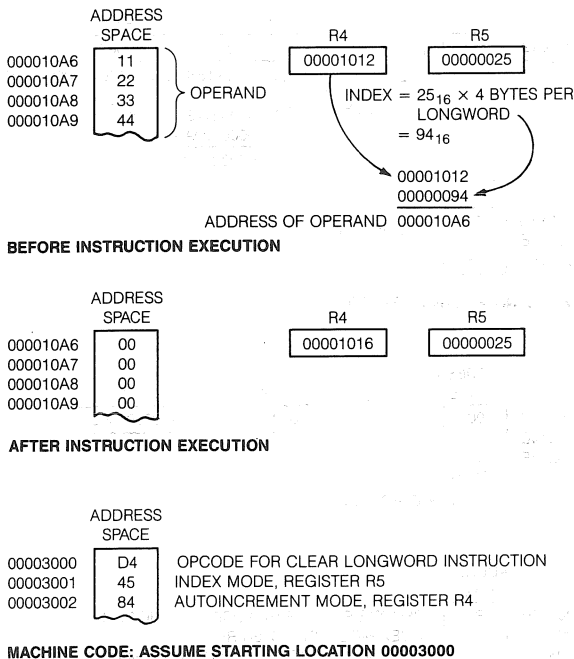 ADDRESS
SPACE
R4
R5
000010A6 11
00001012
00000025
000010A7 22
000010A8 33
000010A9 44
OPERAND
INDEX = 25₁₆ × 4 BYTES PER
LONGWORD
= 94₁₆
00001012
00000094
ADDRESS OF OPERAND 000010A6
BEFORE INSTRUCTION EXECUTION
ADDRESS
SPACE
R4
R5
000010A6 00
00001016
00000025
000010A7 00
000010A8 00
000010A9 00
AFTER INSTRUCTION EXECUTION
ADDRESS
SPACE
00003000 D4 OPCODE FOR CLEAR LONGWORD INSTRUCTION
00003001 45 INDEX MODE, REGISTER R5
00003002 84 AUTOINCREMENT MODE, REGISTER R4
MACHINE CODE: ASSUME STARTING LOCATION 00003000